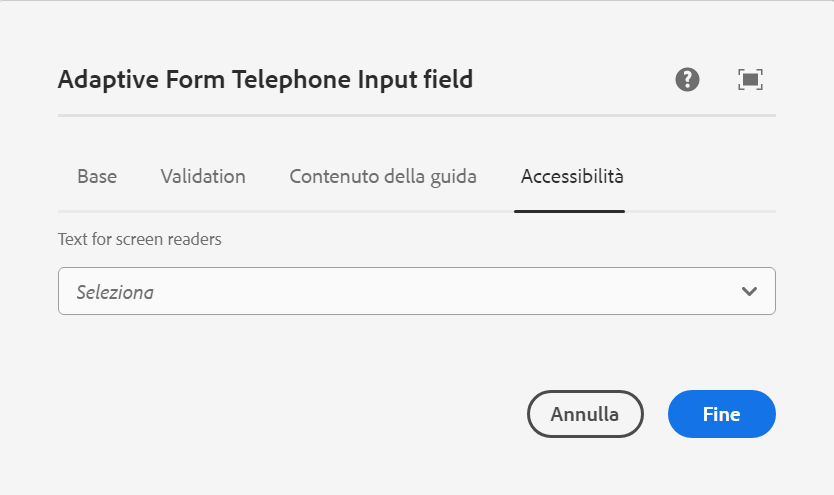 Adaptive Form Telephone Input field
Base Validation Contenuto della guida Accessibilità
Text for screen readers
Seleziona
Annulla Fine